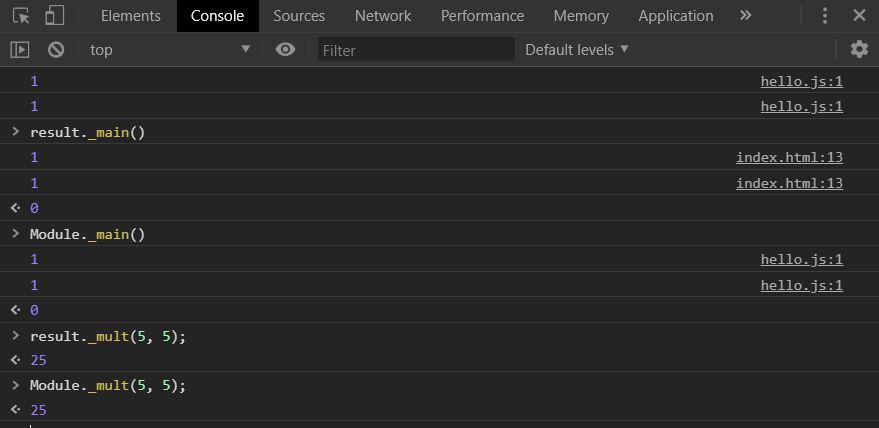 Elements Console Sources Network Performance Memory Application »
top Filter Default levels
1 hello.js:1
1 hello.js:1
> result._main()
1 index.html:13
1 index.html:13
0
> Module._main()
1 hello.js:1
1 hello.js:1
0
> result._mult(5, 5);
25
> Module._mult(5, 5);
25